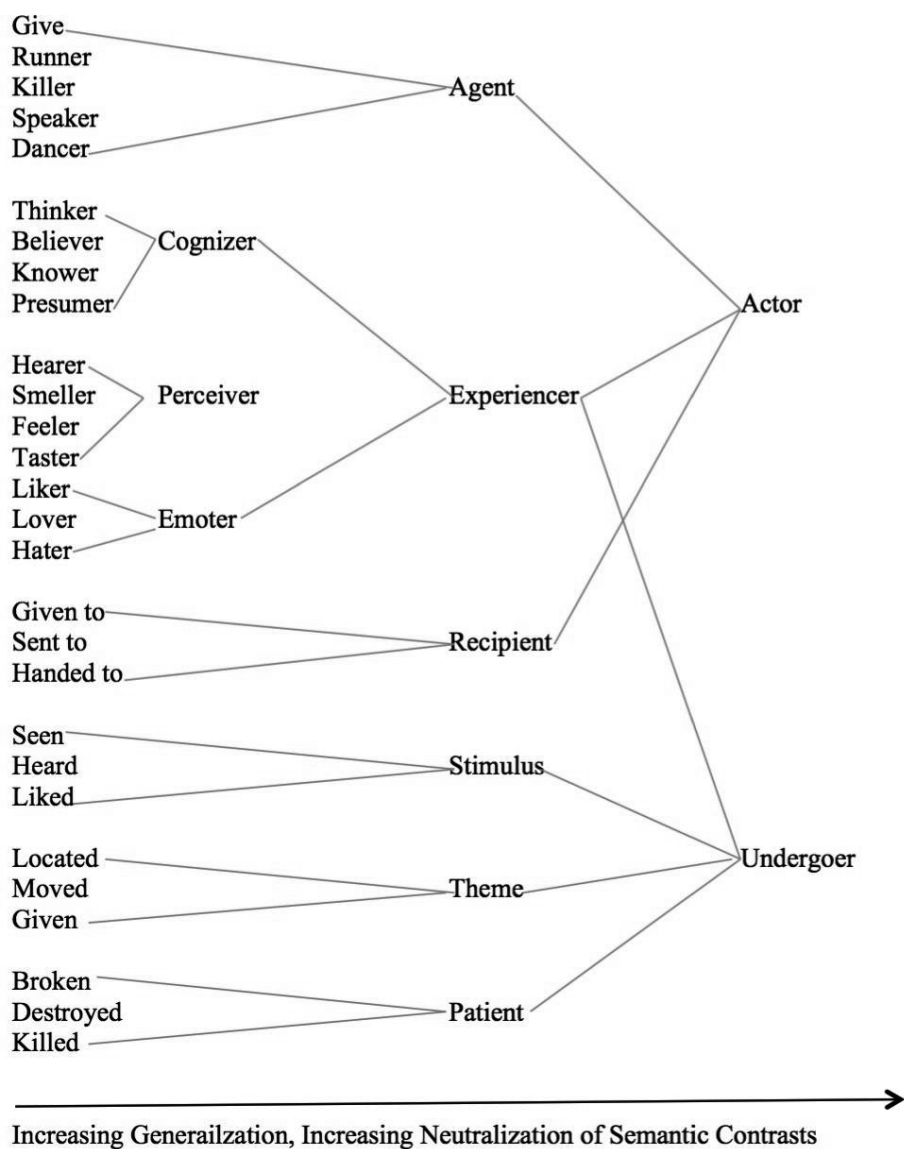 Give
Runner
Killer
Speaker
Dancer
Agent
Thinker
Believer
Knower
Presumer
Cognizer
Actor
Hearer
Smeller
Feeler
Taster
Perceiver
Experiencer
Liker
Lover
Hater
Emoter
Given to
Sent to
Handed to
Recipient
Seen
Heard
Liked
Stimulus
Located
Moved
Given
Theme
Undergoer
Broken
Destroyed
Killed
Patient
Increasing Generailzation, Increasing Neutralization of Semantic Contrasts